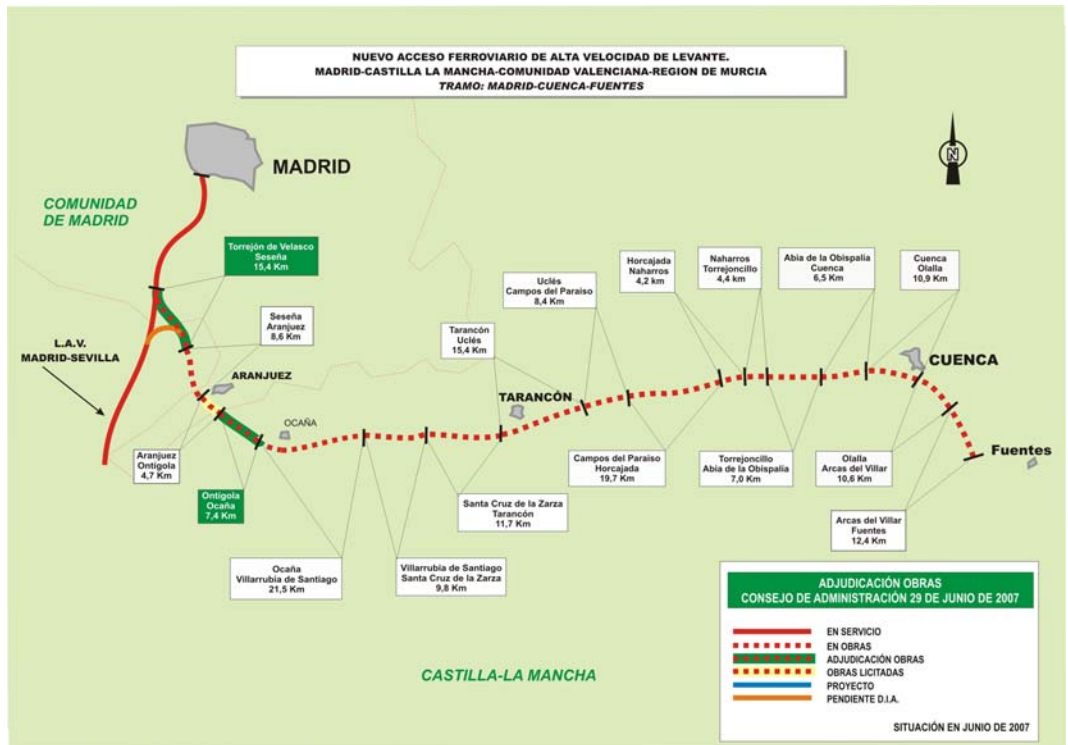 NUEVO ACCESO FERROVIARIO DE ALTA VELOCIDAD DE LEVANTE.
MADRID-CASTILLA LA MANCHA-COMUNIDAD VALENCIANA-REGION DE MURCIA
TRAMO: MADRID-CUENCA-FUENTES
MADRID
N
COMUNIDAD
DE MADRID
Torrejón de Velasco
Seseña
15,4 Km
Horcajada
Naharros
4,2 km
Naharros
Torrejoncillo
4,4 km
Abia de la Obispalia
Cuenca
6,5 Km
Cuenca
Olalla
10,9 Km
Uclés
Campos del Paraiso
8,4 Km
Seseña
Aranjuez
8,6 Km
Tarancón
Uclés
15,4 Km
L.A.V.
MADRID-SEVILLA
CUENCA
ARANJUEZ
TARANCÓN
OCAÑA
Fuentes
Aranjuez
Ontígola
4,7 Km
Campos del Paraiso
Horcajada
19,7 Km
Torrejoncillo
Abia de la Obispalia
7,0 Km
Olalla
Arcas del Villar
10,6 Km
Ontígola
Ocaña
7,4 Km
Santa Cruz de la Zarza
Tarancón
11,7 Km
Arcas del Villar
Fuentes
12,4 Km
Ocaña
Villarrubia de Santiago
21,5 Km
Villarrubia de Santiago
Santa Cruz de la Zarza
9,8 Km
CASTILLA-LA MANCHA
ADJUDICACIÓN OBRAS
CONSEJO DE ADMINISTRACIÓN 29 DE JUNIO DE 2007
EN SERVICIO
EN OBRAS
ADJUDICACIÓN OBRAS
OBRAS LICITADAS
PROYECTO
PENDIENTE D.I.A.
SITUACIÓN EN JUNIO DE 2007